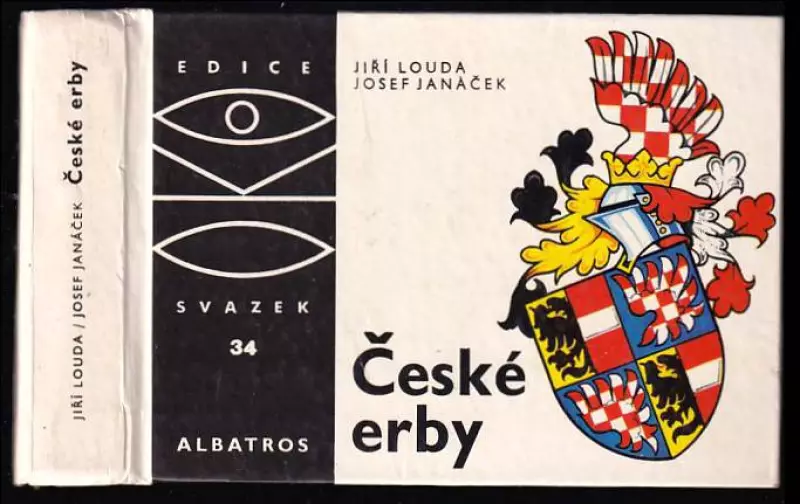 JIŘÍ LOUDA / JOSEF JANÁČEK České erby
EDICE
SVAZEK
34
ALBATROS
JIŘÍ LOUDA
JOSEF JANÁČEK
České
erby